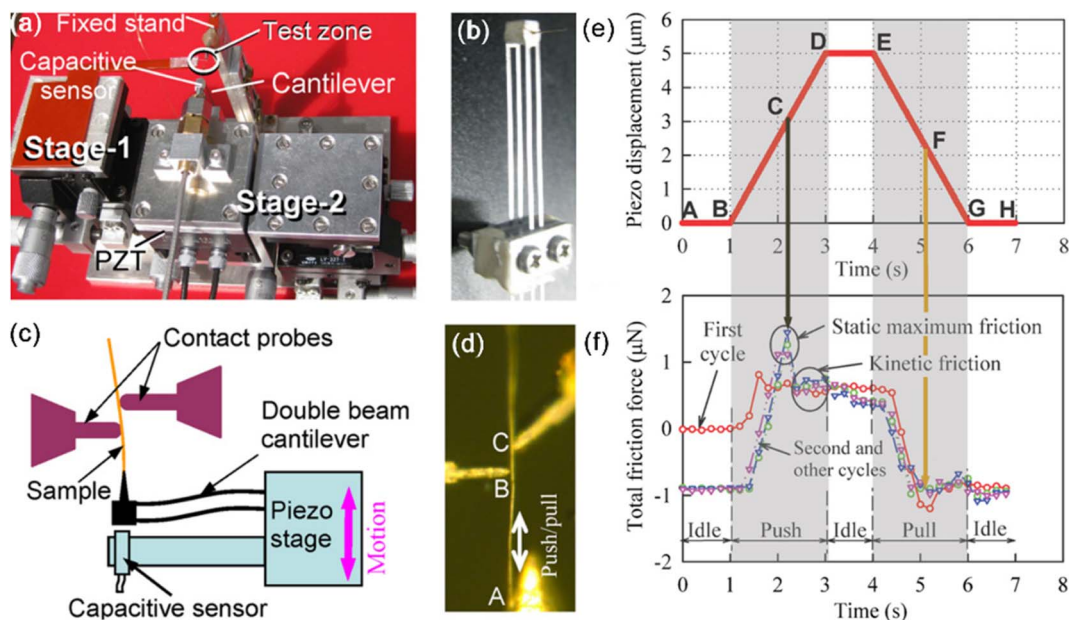 (a)
Fixed stand
Test zone
Capacitive
sensor
Cantilever
Stage-1
Stage-2
PZT
(b)
(c)
Contact probes
Double beam
cantilever
Sample
Piezo
stage
Motion
Capacitive sensor
(d)
C
B
Push/pull
A
(e)
Piezo displacement (μm)
6
5
4
3
2
1
0
A
B
C
D
E
F
G
H
0 1 2 3 4 5 6 7 8
Time (s)
(f)
Total friction force (μN)
2
1
0
-1
-2
First
cycle
Static maximum friction
Kinetic friction
Second and
other cycles
Idle
Push
Idle
Pull
Idle
0 1 2 3 4 5 6 7 8
Time (s)